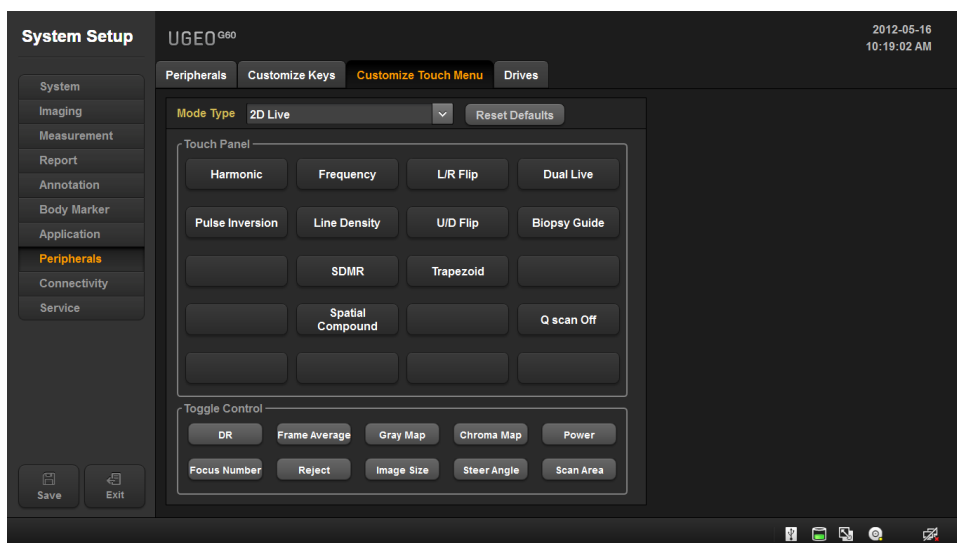 System Setup
UGEO G60
2012-05-16
10:19:02 AM
Peripherals Customize Keys Customize Touch Menu Drives
System
Imaging
Measurement
Report
Annotation
Body Marker
Application
Peripherals
Connectivity
Service
Save Exit
Mode Type 2D Live Reset Defaults
Touch Panel
Harmonic Frequency L/R Flip Dual Live
Pulse Inversion Line Density U/D Flip Biopsy Guide
SDMR Trapezoid
Spatial
Compound
Q scan Off
Toggle Control
DR Frame Average Gray Map Chroma Map Power
Focus Number Reject Image Size Steer Angle Scan Area